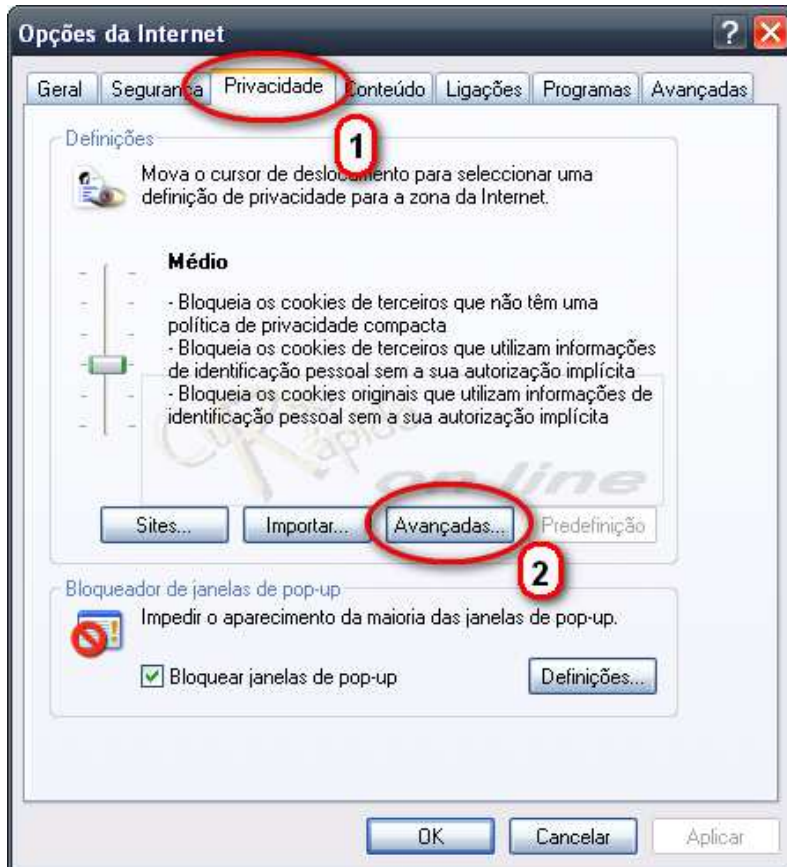 Opções da Internet
Geral Segurança Privacidade Conteúdo Ligações Programas Avançadas
1
Definições
Mova o cursor de deslocamento para seleccionar uma
definição de privacidade para a zona da Internet.
Médio
- Bloqueia os cookies de terceiros que não têm uma
política de privacidade compacta
- Bloqueia os cookies de terceiros que utilizam informações
de identificação pessoal sem a sua autorização implícita
- Bloqueia os cookies originais que utilizam informações de
identificação pessoal sem a sua autorização implícita
on-line
Sites... Importar... Avançadas... Predefinição
2
Bloqueador de janelas de pop-up
Impedir o aparecimento da maioria das janelas de pop-up.
Bloquear janelas de pop-up Definições...
OK Cancelar Aplicar